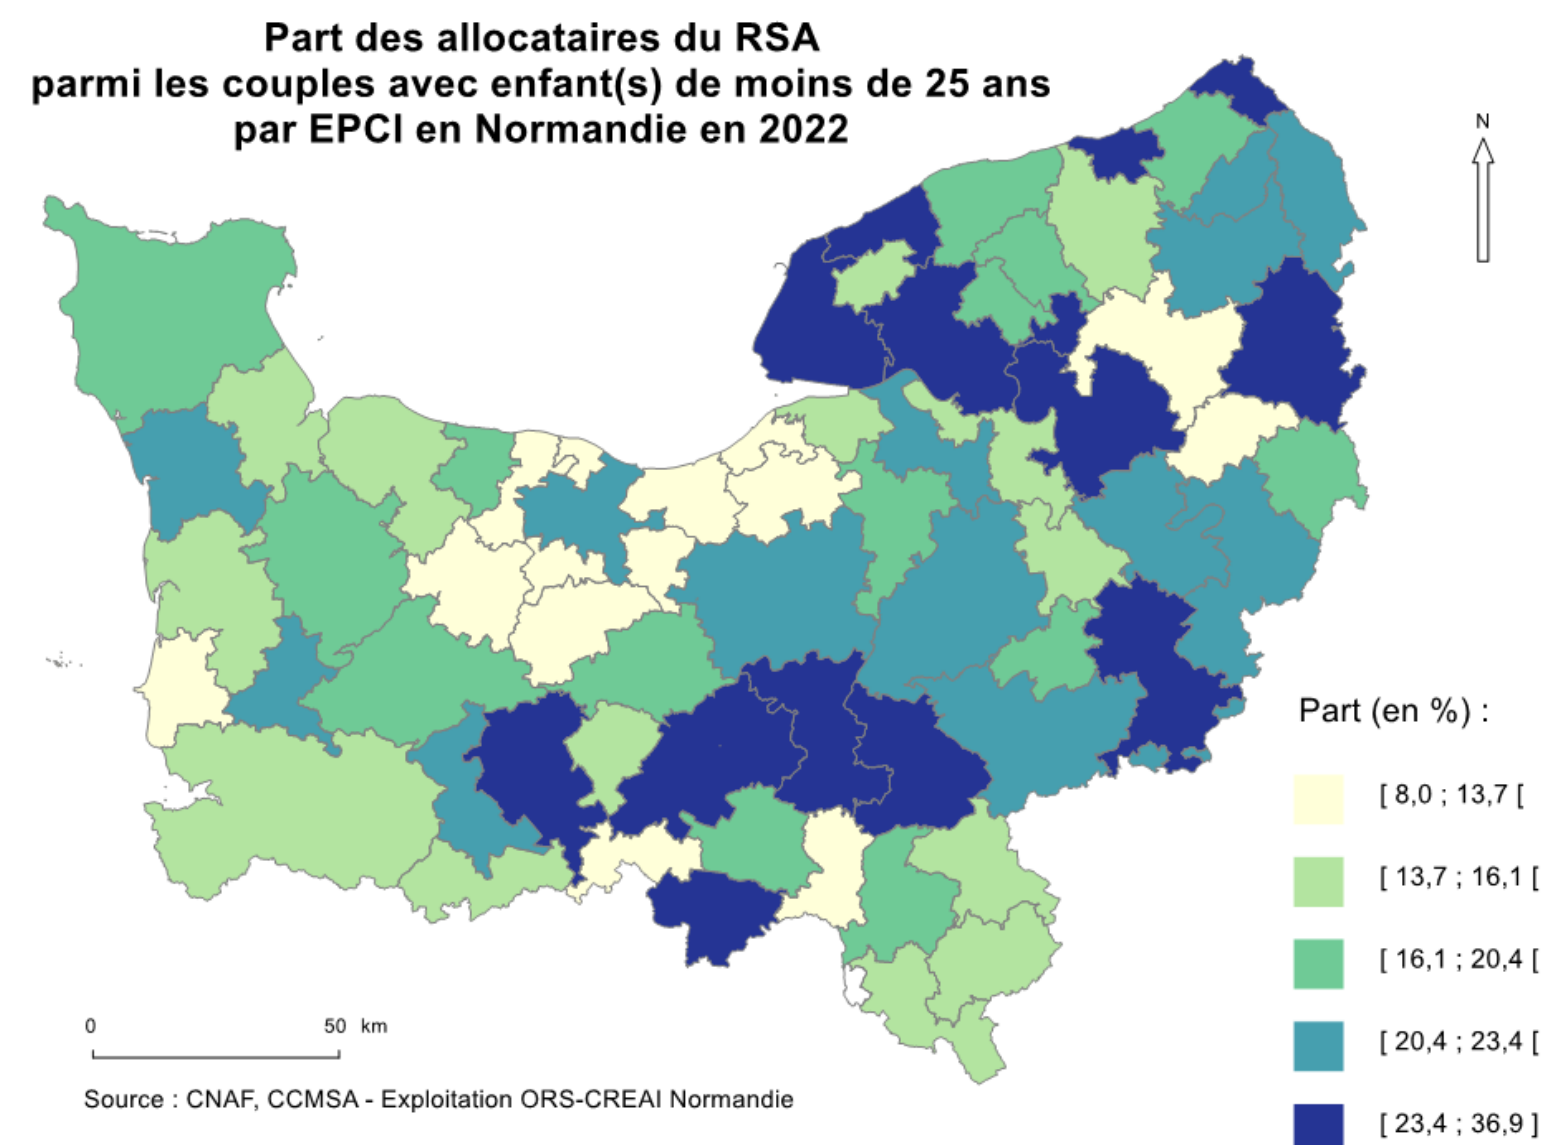 Part des allocataires du RSA
parmi les couples avec enfant(s) de moins de 25 ans
par EPCI en Normandie en 2022
N
Part (en %) :
[ 8,0 ; 13,7 [
[ 13,7 ; 16,1 [
[ 16,1 ; 20,4 [
[ 20,4 ; 23,4 [
[ 23,4 ; 36,9 ]
0 50 km
Source : CNAF, CCMSA - Exploitation ORS-CREAI Normandie